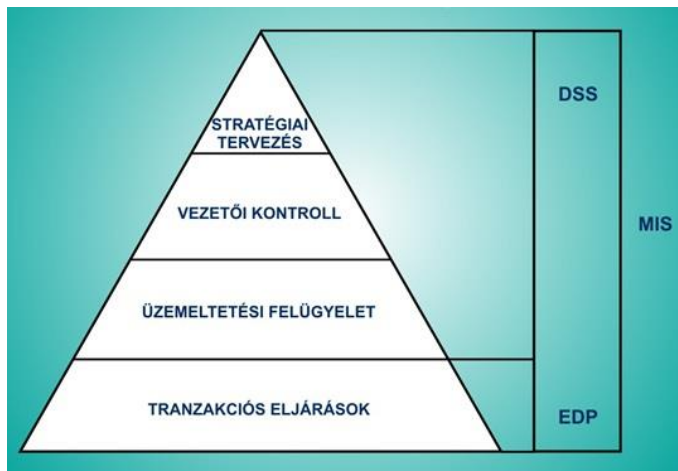 STRATÉGIAI
TERVEZÉS
VEZETŐI KONTROLL
ÜZEMELTETÉSI FELÜGYELET
TRANZAKCIÓS ELJÁRÁSOK
DSS
MIS
EDP